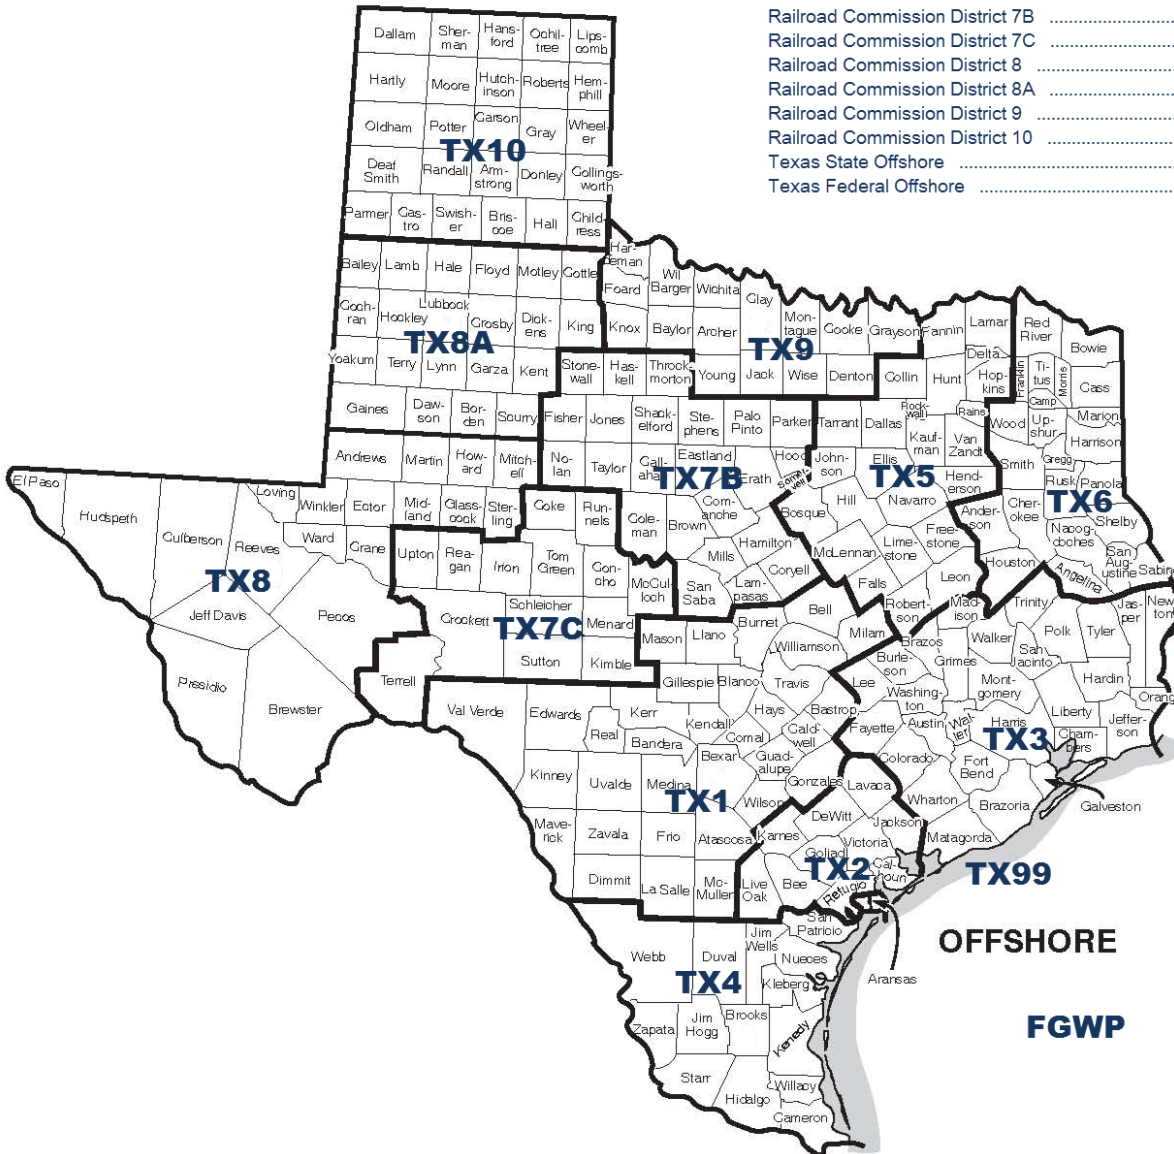 Railroad Commission District 7B
Railroad Commission District 7C
Railroad Commission District 8
Railroad Commission District 8A
Railroad Commission District 9
Railroad Commission District 10
Texas State Offshore
Texas Federal Offshore
Dallam
Sher-
man
Hans-
ford
Ochil-
tree
Lips-
comb
Hartly
Moore
Hutch-
inson
Roberts
Hem-
phill
Oldham
Potter
Carson
Gray
Wheel-
er
TX10
Deaf
Smith
Randall
Arm-
strong
Donley
Collings-
worth
Parmer
Cas-
tro
Swish-
er
Bris-
coe
Hall
Child-
ress
Bailey
Lamb
Hale
Floyd
Motley
Cottle
Coch-
ran
Hockley
Lubbock
Crosby
Dick-
ens
King
TX8A
Yoakum
Terry
Lynn
Garza
Kent
Gaines
Daw-
son
Bor-
den
Scurry
Har-
deman
Foard
Wil
Barger
Wichita
Clay
Knox
Baylor
Archer
Mon-
tague
Cooke
Grayson
TX9
Young
Jack
Wise
Denton
Fannin
Lamar
Delta
Collin
Hunt
Hop-
kins
Rock-
wall
Rains
Tarrant
Dallas
Kauf-
man
Van
Zandt
John-
son
Ellis
TX5
Hender-
son
Hill
Navarro
Bosque
McLennan
Lime-
stone
Free-
stone
Falls
Leon
Robert-
son
Red
River
Bowie
Franklin
Ti-
tus
Morris
Camp
Cass
Wood
Up-
shur
Marion
Harrison
Smith
Gregg
Rusk
Panola
TX6
Ander-
son
Cher-
okee
Nacog-
doches
Shelby
Houston
Angelina
San
Aug-
ustine
Sabine
Stone-
wall
Has-
kell
Throck-
morton
Fisher
Jones
Shack-
elford
Ste-
phens
Palo
Pinto
Parker
No-
lan
Taylor
Cal-
lahan
Eastland
Erath
Hood
Somer-
vell
TX7B
Cole-
man
Brown
Com-
anche
Mills
Hamilton
San
Saba
Lam-
pasas
Coryell
Andrews
Martin
How-
ard
Mitch-
ell
El Paso
Hudspeth
Culberson
Reeves
Loving
Winkler
Ector
Mid-
land
Glass-
cock
Ster-
ling
Ward
Crane
TX8
Jeff Davis
Pecos
Presidio
Brewster
Terrell
Coke
Run-
nels
Upton
Rea-
gan
Irion
Tom
Green
Con-
cho
McCul-
loch
Crockett
Schleicher
Menard
TX7C
Sutton
Kimble
Mason
Llano
Burnet
Bell
Milam
Williamson
Gillespie
Blanco
Travis
Val Verde
Edwards
Kerr
Kendall
Hays
Bastrop
Real
Bandera
Comal
Cald-
well
Bexar
Guad-
alupe
Gonzales
Kinney
Uvalde
Medina
TX1
Wilson
Mave-
rick
Zavala
Frio
Atascosa
Dimmit
La Salle
Mc-
Mullen
Lavaca
DeWitt
Jackson
Karnes
Goliad
Victoria
TX2
Cal-
houn
Live
Oak
Bee
Refugio
Mad-
ison
Trinity
Jas-
per
New-
ton
Brazos
Walker
Polk
Tyler
Burle-
son
Grimes
San
Jacinto
Lee
Washing-
ton
Mont-
gomery
Hardin
Orang
Fayette
Austin
Wal-
ler
Harris
Liberty
Jeffer-
son
Cham-
bers
TX3
Colorado
Fort
Bend
Wharton
Brazoria
Galveston
Matagorda
TX99
OFFSHORE
FGWP
Aransas
San
Patricio
Webb
Duval
Jim
Wells
Nueces
TX4
Kleberg
Zapata
Jim
Hogg
Brooks
Kenedy
Starr
Hidalgo
Willacy
Cameron